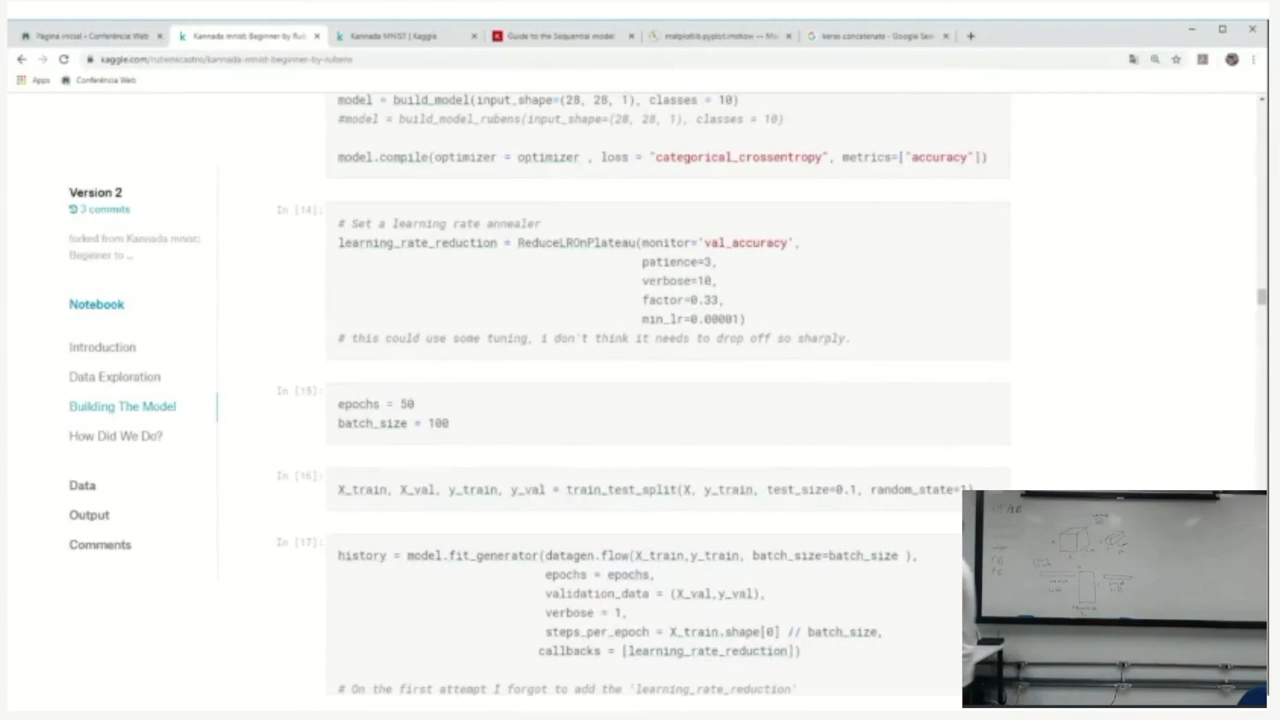 Página inicial - Conferência Web
Kannada mnist: Beginner by Rub
Kannada MNIST | Kaggle
Guide to the Sequential model
matplotlib.pyplot.imshow — Ma
keras concatenate - Google Sea
kaggle.com/rubenscastro/kannada-mnist-beginner-by-rubens
Apps
Conferência Web
model = build_model(input_shape=(28, 28, 1), classes = 10)
#model = build_model_rubens(input_shape=(28, 28, 1), classes = 10)
model.compile(optimizer = optimizer , loss = "categorical_crossentropy", metrics=["accuracy"])
Version 2
3 commits
forked from Kannada mnist:
Beginner to ..
Notebook
Introduction
Data Exploration
Building The Model
How Did We Do?
Data
Output
Comments
In [14]:
# Set a learning rate annealer
learning_rate_reduction = ReduceLROnPlateau(monitor='val_accuracy',
patience=3,
verbose=10,
factor=0.33,
min_lr=0.00001)
# this could use some tuning, i don't think it needs to drop off so sharply.
In [15]:
epochs = 50
batch_size = 100
In [16]:
X_train, X_val, y_train, y_val = train_test_split(X, y_train, test_size=0.1, random_state=1)
In [17]:
history = model.fit_generator(datagen.flow(X_train,y_train, batch_size=batch_size ),
epochs = epochs,
validation_data = (X_val,y_val),
verbose = 1,
steps_per_epoch = X_train.shape[0] // batch_size,
callbacks = [learning_rate_reduction])
# On the first attempt I forgot to add the 'learning_rate_reduction'